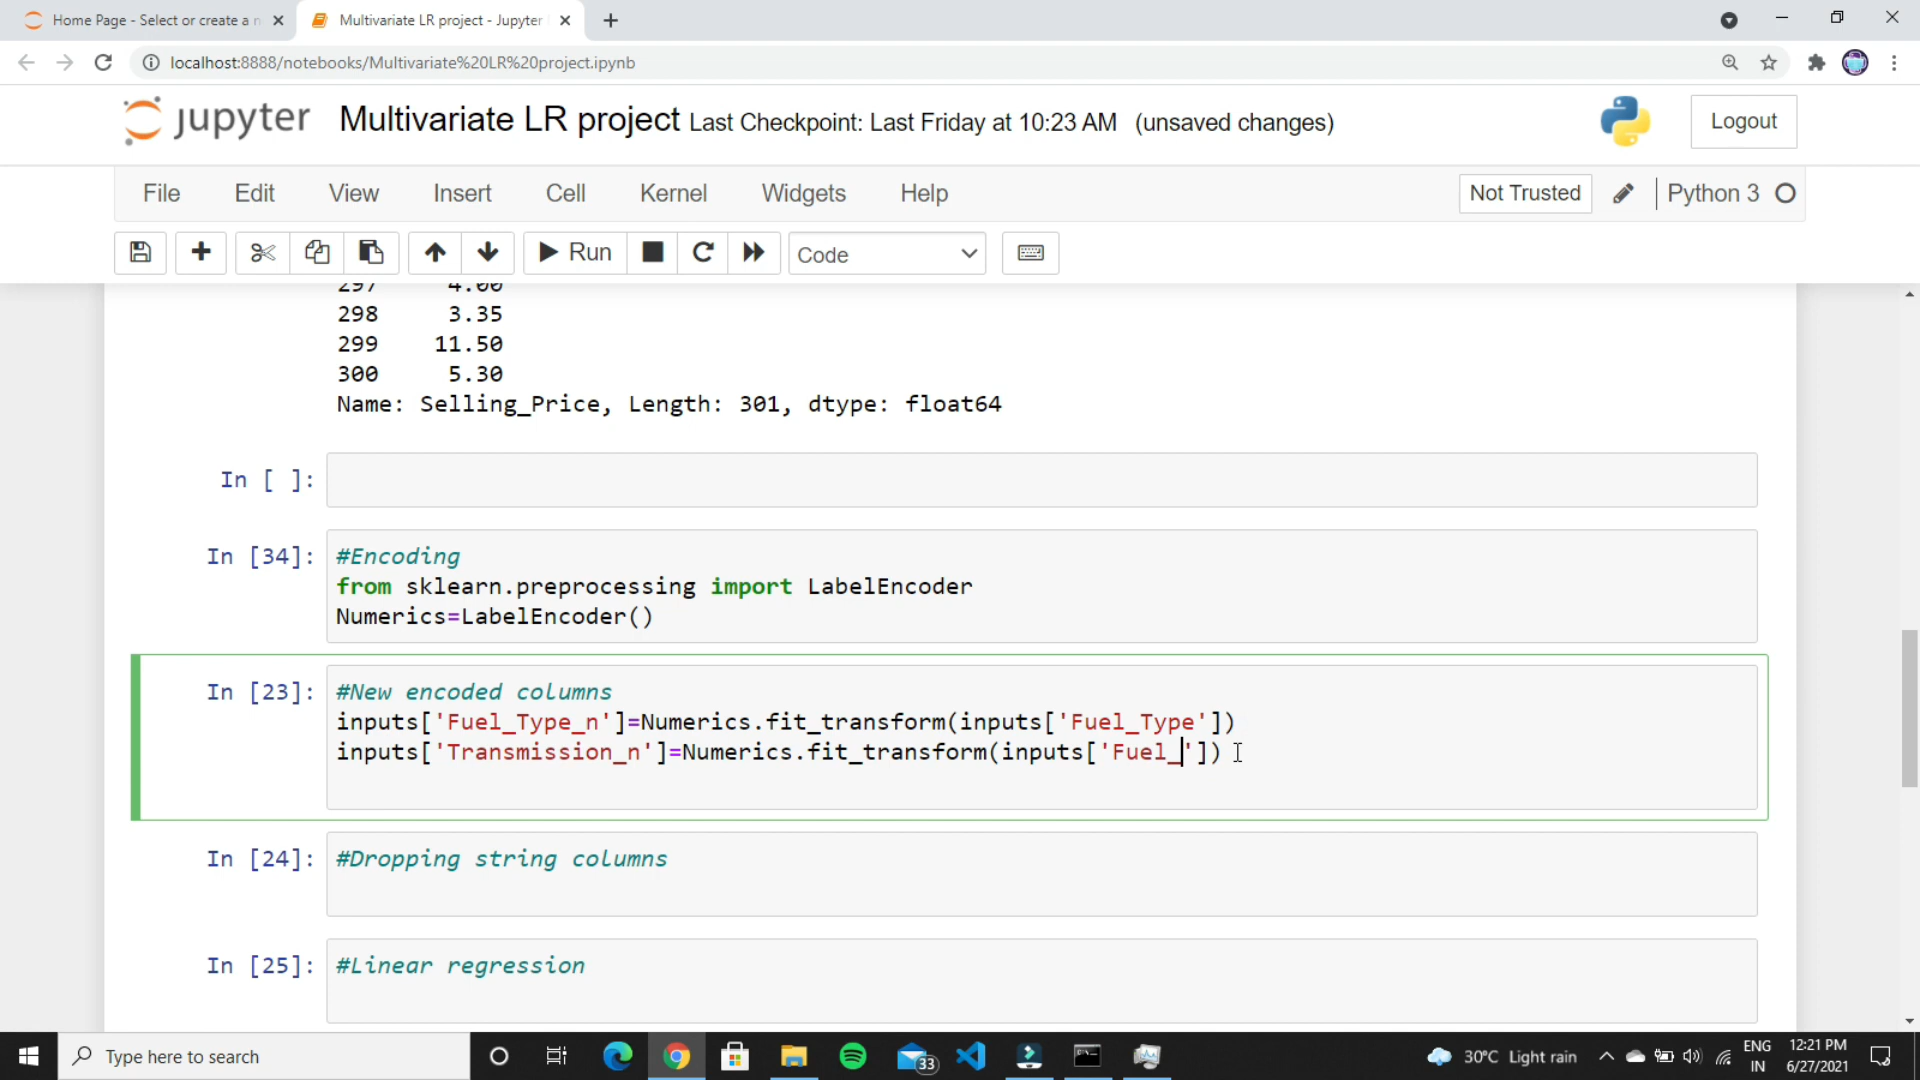 Home Page - Select or create a n
Multivariate LR project - Jupyter
localhost:8888/notebooks/Multivariate%20LR%20project.ipynb
jupyter Multivariate LR project Last Checkpoint: Last Friday at 10:23 AM (unsaved changes)
Logout
File Edit View Insert Cell Kernel Widgets Help
Not Trusted
Python 3
Run
Code
297 4.00
298 3.35
299 11.50
300 5.30
Name: Selling_Price, Length: 301, dtype: float64
In [ ]:
In [34]: #Encoding
from sklearn.preprocessing import LabelEncoder
Numerics=LabelEncoder()
In [23]: #New encoded columns
inputs['Fuel_Type_n']=Numerics.fit_transform(inputs['Fuel_Type'])
inputs['Transmission_n']=Numerics.fit_transform(inputs['Fuel_'])
In [24]: #Dropping string columns
In [25]: #Linear regression
Type here to search
33
30°C Light rain
ENG
IN
12:21 PM
6/27/2021